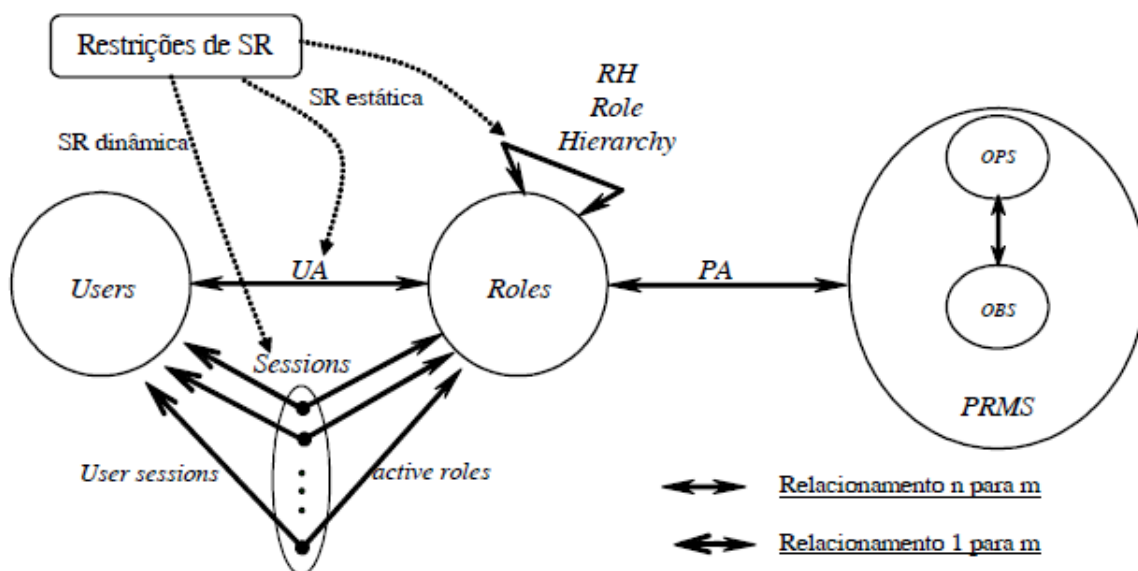 Restrições de SR
SR estática
SR dinâmica
RH
Role
Hierarchy
OPS
Users
UA
Roles
PA
OBS
Sessions
PRMS
User sessions
active roles
Relacionamento n para m
Relacionamento 1 para m